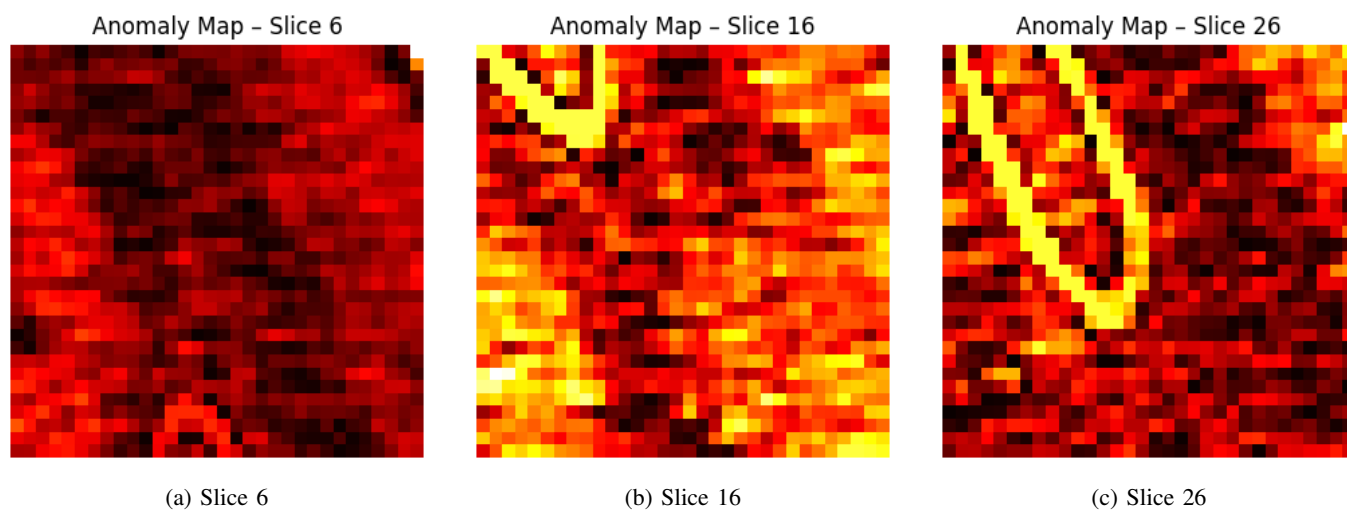 Anomaly Map – Slice 6
Anomaly Map – Slice 16
Anomaly Map – Slice 26
(a) Slice 6
(b) Slice 16
(c) Slice 26